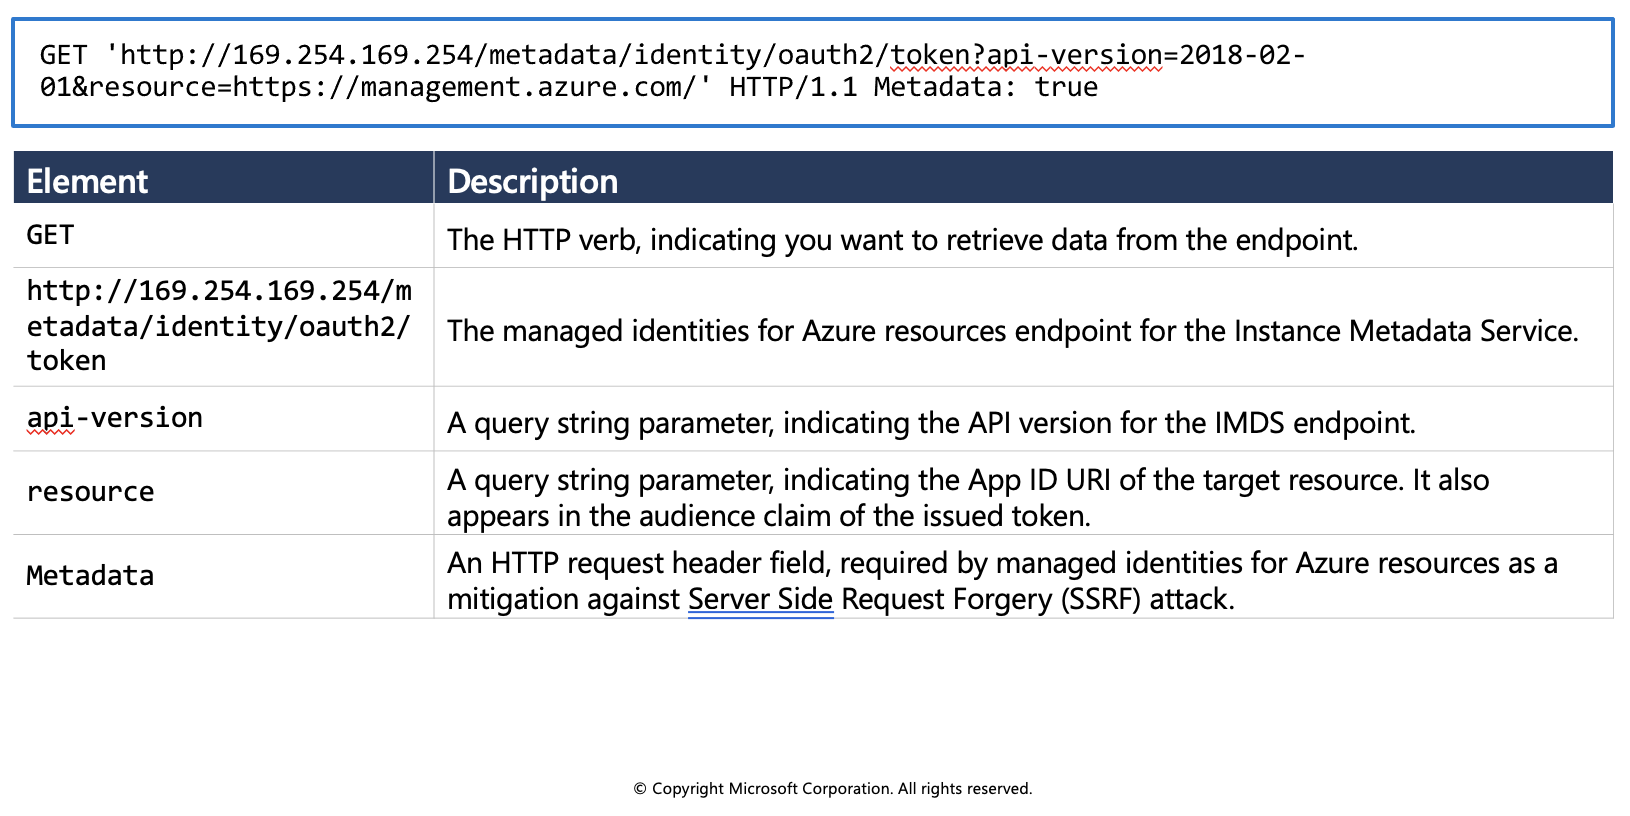 GET 'http://169.254.169.254/metadata/identity/oauth2/token?api-version=2018-02-
01&resource=https://management.azure.com/' HTTP/1.1 Metadata: true
Element
Description
GET
The HTTP verb, indicating you want to retrieve data from the endpoint.
http://169.254.169.254/m
etadata/identity/oauth2/
token
The managed identities for Azure resources endpoint for the Instance Metadata Service.
api-version
A query string parameter, indicating the API version for the IMDS endpoint.
resource
A query string parameter, indicating the App ID URI of the target resource. It also
appears in the audience claim of the issued token.
Metadata
An HTTP request header field, required by managed identities for Azure resources as a
mitigation against Server Side Request Forgery (SSRF) attack.
© Copyright Microsoft Corporation. All rights reserved.